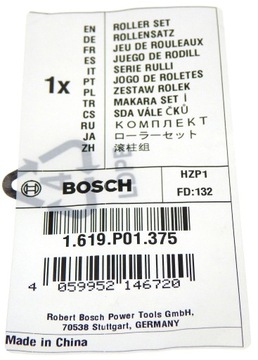 EN ROLLER SET
DE ROLLENSATZ
FR JEU DE ROULEAUX
ES JUEGO DE RODILL
IT SERIE RULLI
1x PT JOGO DE ROLETES
PL ZESTAW ROLEK
TR MAKARA SET İ
CS SDA VÁLEČKŮ
RU КОМПЛЕКТ
JA ローラーセット
ZH 滚柱组
BOSCH
HZP1
FD:132
1.619.P01.375
4 059952 146720
Robert Bosch Power Tools GmbH,
70538 Stuttgart, GERMANY
Made in China